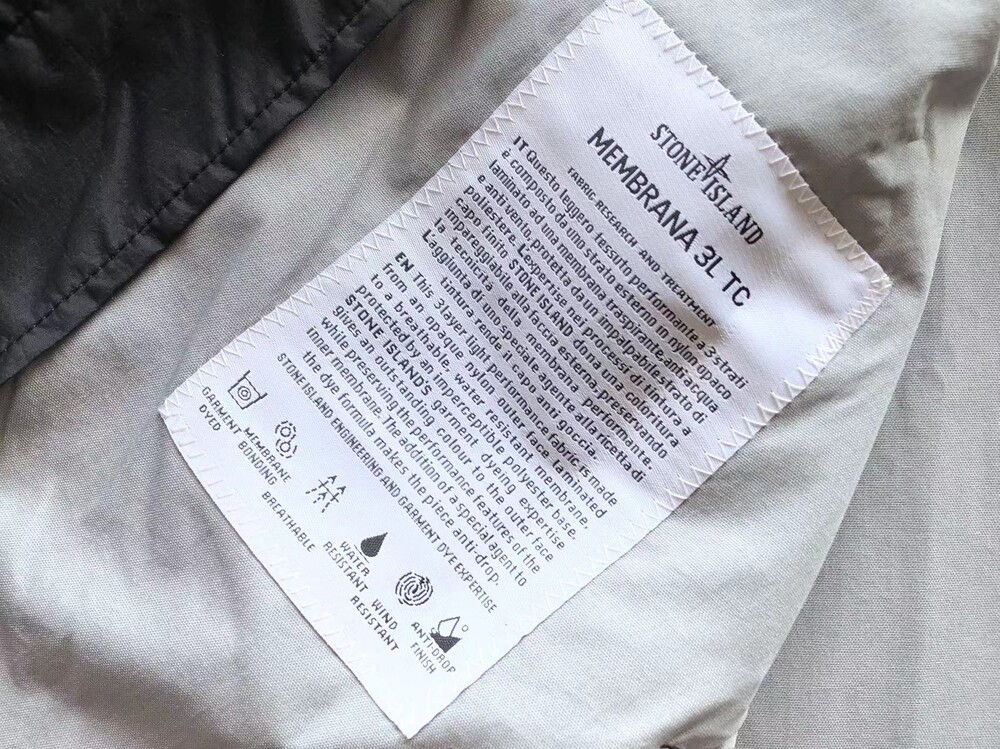 STONE ISLAND
MEMBRANA 3L TC
FABRIC RESEARCH AND TREATMENT
IT Questo leggero tessuto performante a 3 strati
è composto da uno strato esterno in nylon opaco
laminato ad una membrana traspirante, antiacqua
e antivento, protetta da un impalpabile strato di
poliestere. L'expertise nella ricetta di tintura a
capo finito STONE ISLAND dona una coloritura
impareggiabile alla faccia esterna, preservando
la tecnicità della membrana performante.
L'aggiunta di uno speciale agente alla ricetta di
tintura rende il capo anti goccia.
EN This 3 layer light performance fabric is made
from an opaque nylon outer face laminated
to a breathable, water resistant membrane,
protected by an imperceptible polyester base.
STONE ISLAND'S garment dyeing expertise
gives an outstanding colour to the outer face
while preserving the performance features of the
inner membrane. The addition of a special agent to
the dye formula makes the piece anti-drop.
STONE ISLAND / ENGINEERING AND GARMENT DYE EXPERTISE
GARMENT
DYED
MEMBRANE
BONDING
BREATHABLE
WATER
RESISTANT
WIND
RESISTANT
ANTI-DROP
FINISH